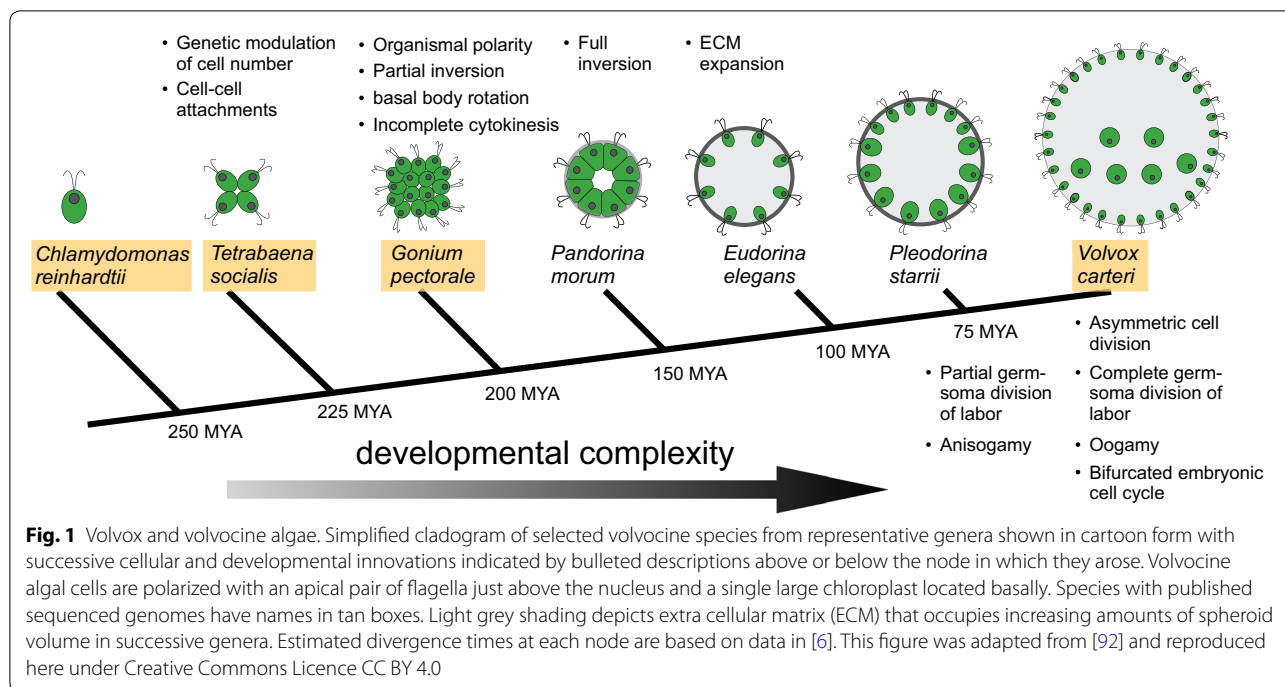 • Genetic modulation
of cell number
• Cell-cell
attachments
• Organismal polarity
• Partial inversion
• basal body rotation
• Incomplete cytokinesis
• Full
inversion
• ECM
expansion
Chlamydomonas
reinhardtii
Tetrabaena
socialis
Gonium
pectorale
Pandorina
morum
Eudorina
elegans
Pleodorina
starrii
Volvox
carteri
250 MYA
225 MYA
200 MYA
150 MYA
100 MYA
75 MYA
• Partial germ-
soma division
of labor
• Anisogamy
• Asymmetric cell
division
• Complete germ-
soma division of
labor
• Oogamy
• Bifurcated embryonic
cell cycle
developmental complexity
Fig. 1 Volvox and volvocine algae. Simplified cladogram of selected volvocine species from representative genera shown in cartoon form with
successive cellular and developmental innovations indicated by bulleted descriptions above or below the node in which they arose. Volvocine
algal cells are polarized with an apical pair of flagella just above the nucleus and a single large chloroplast located basally. Species with published
sequenced genomes have names in tan boxes. Light grey shading depicts extra cellular matrix (ECM) that occupies increasing amounts of spheroid
volume in successive genera. Estimated divergence times at each node are based on data in [6]. This figure was adapted from [92] and reproduced
here under Creative Commons Licence CC BY 4.0